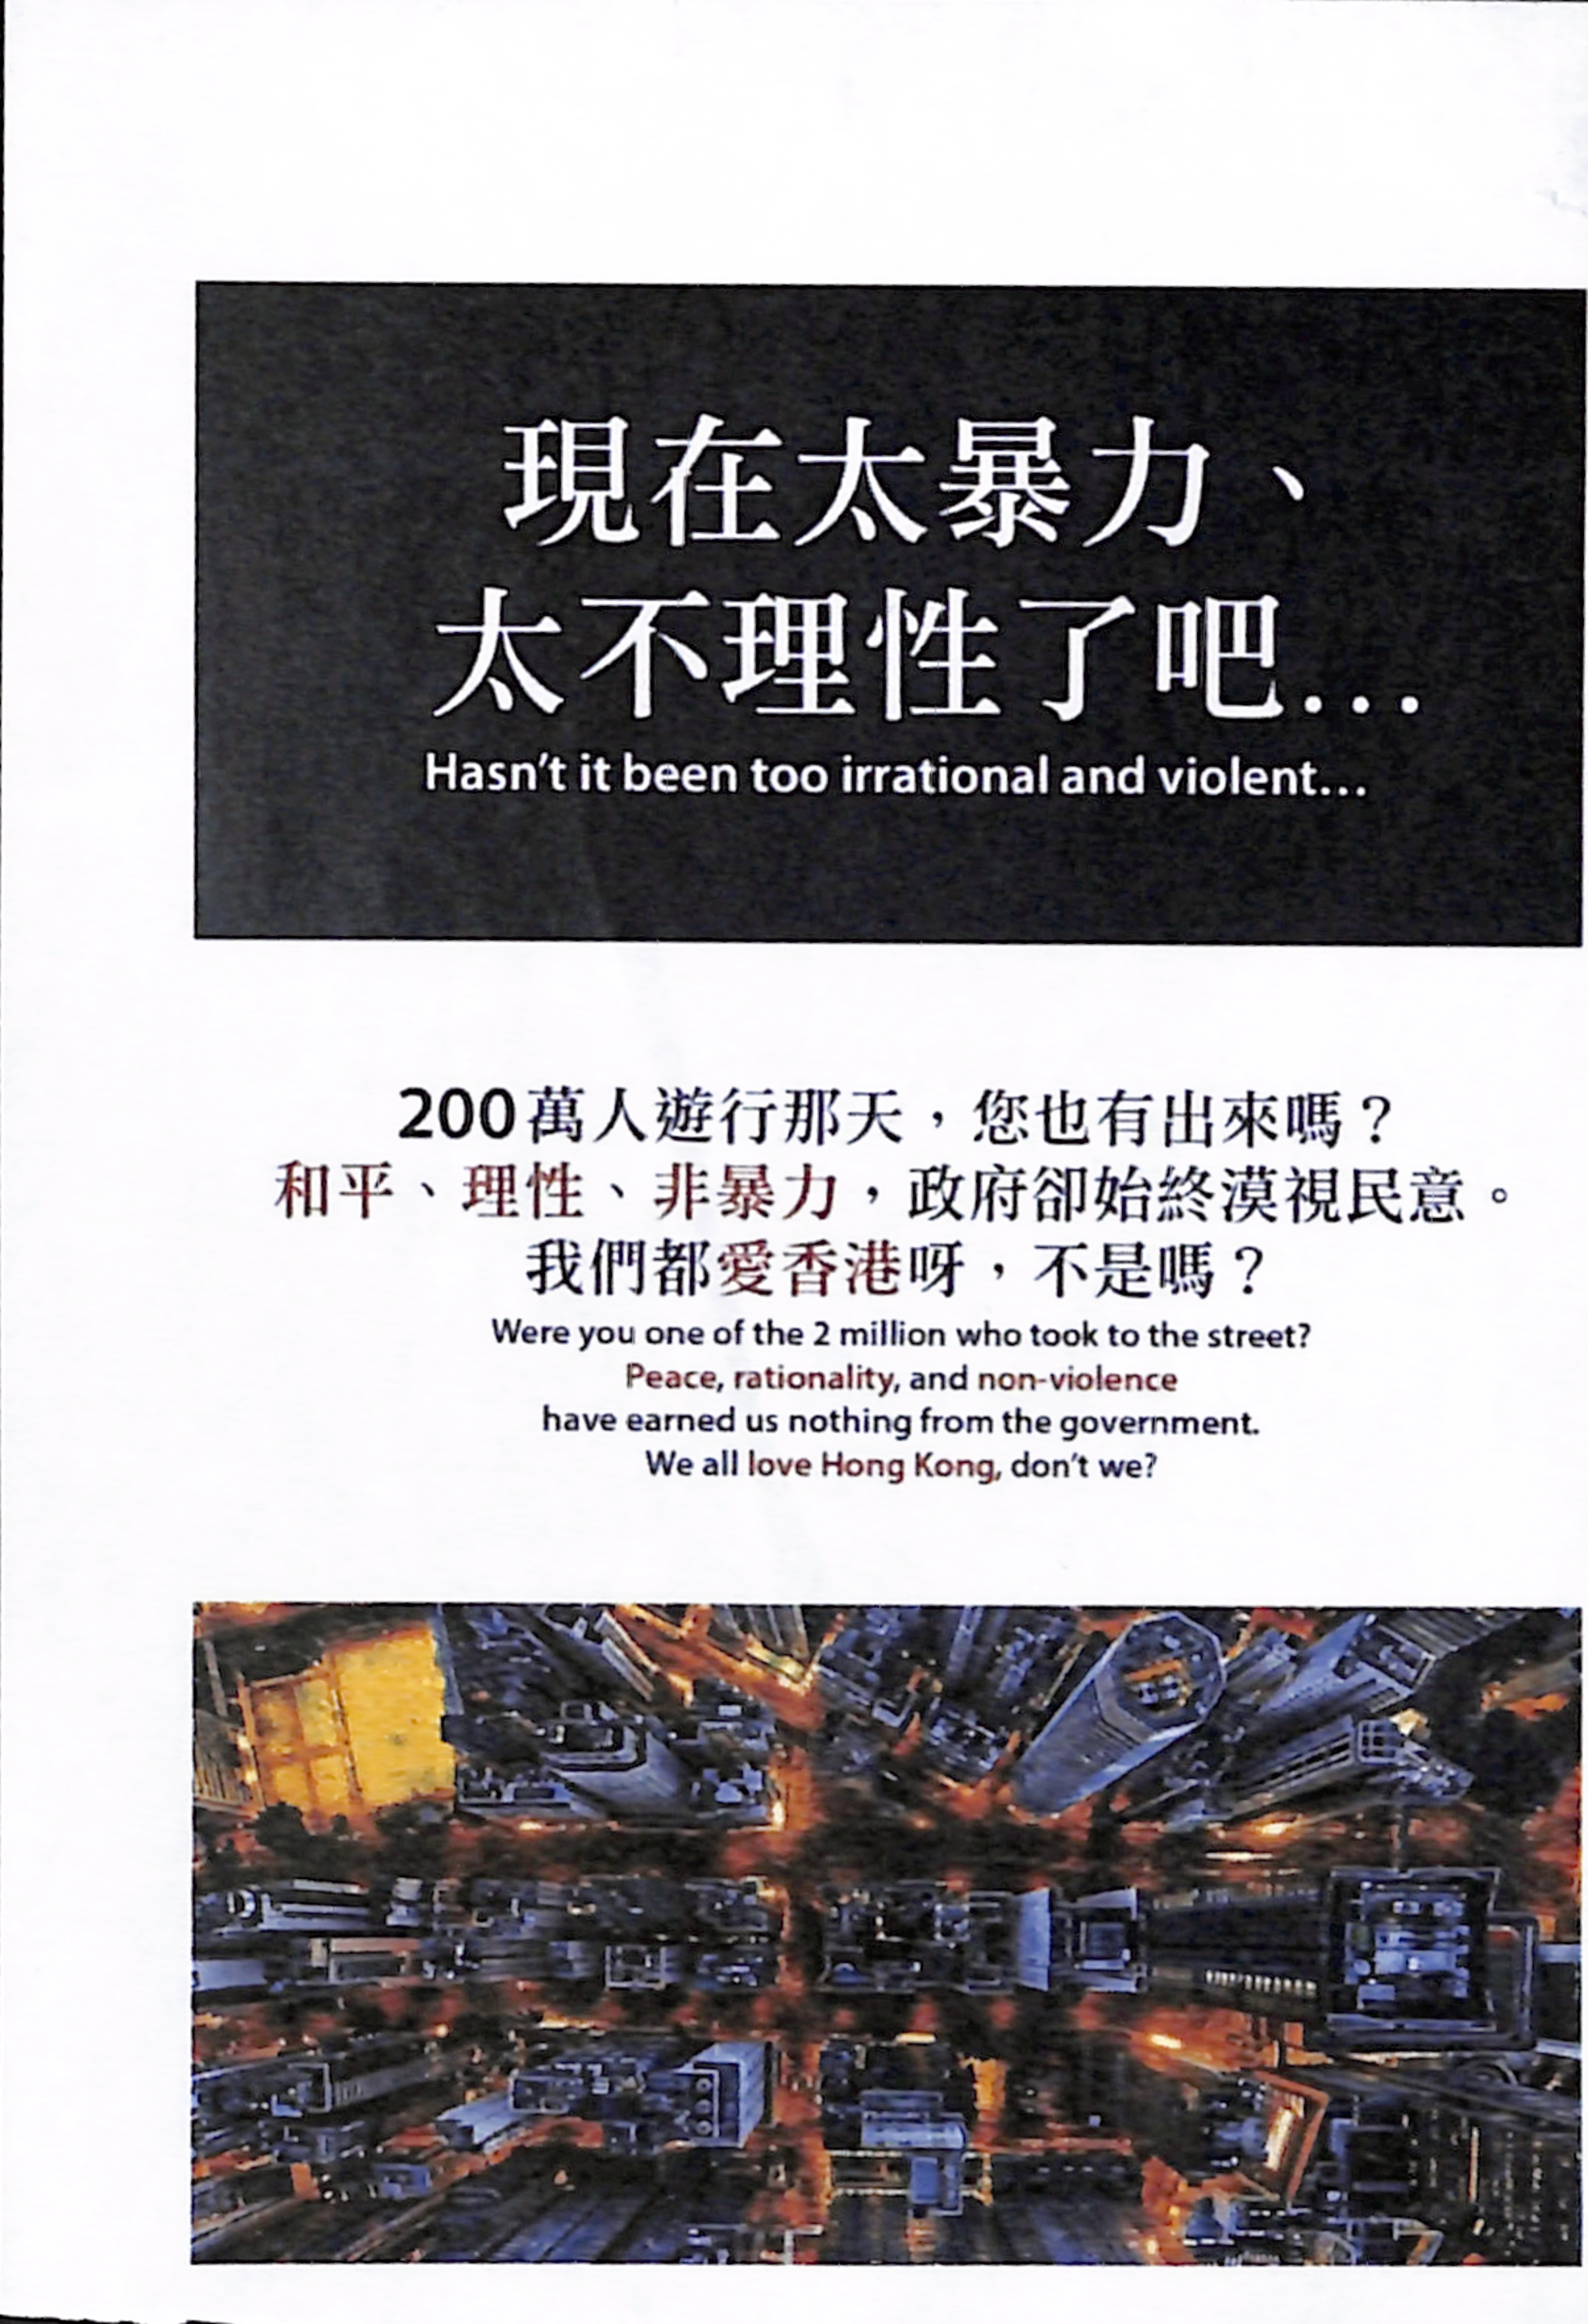 現在太暴力、
太不理性了吧...
Hasn't it been too irrational and violent...
200萬人遊行那天，您也有出來嗎？
和平、理性、非暴力，政府卻始終漠視民意。
我們都愛香港呀，不是嗎？
Were you one of the 2 million who took to the street?
Peace, rationality, and non-violence
have earned us nothing from the government.
We all love Hong Kong, don't we?